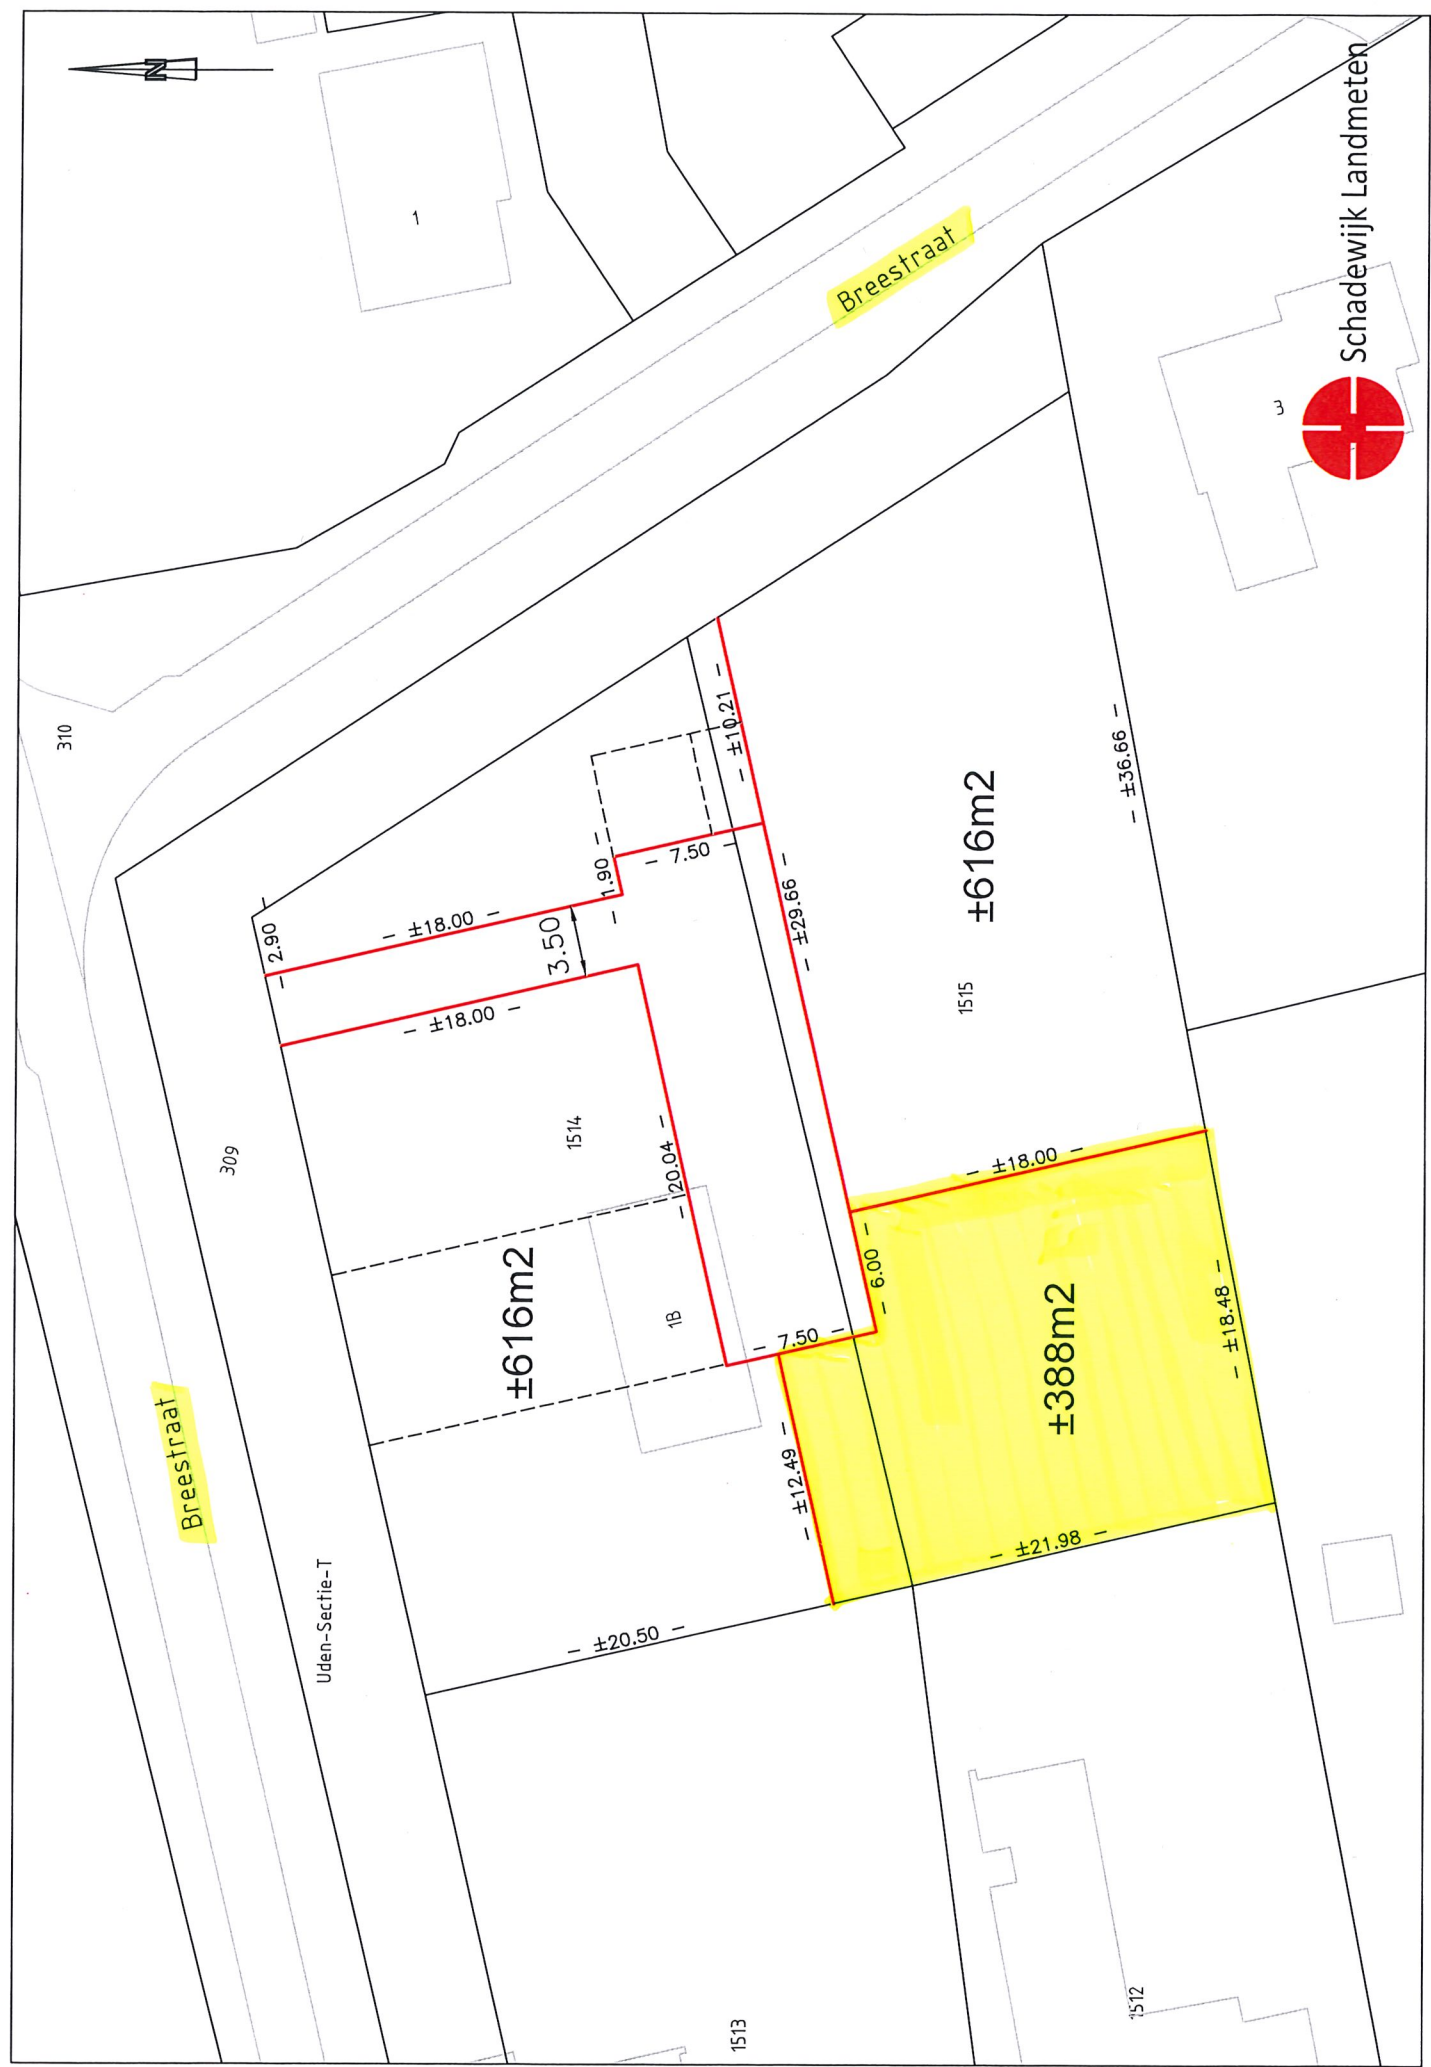 N
1
Breestraat
Schadewijk Landmeten
3
310
2.90
±18.00
1.90
3.50
7.50
±10.21
±36.66
±616m2
±29.66
1515
±18.00
309
1514
20.04
±18.00
±616m2
1B
7.50
6.00
±388m2
±18.48
Breestraat
±12.49
±21.98
Uden-Sectie-T
±20.50
1513
1512